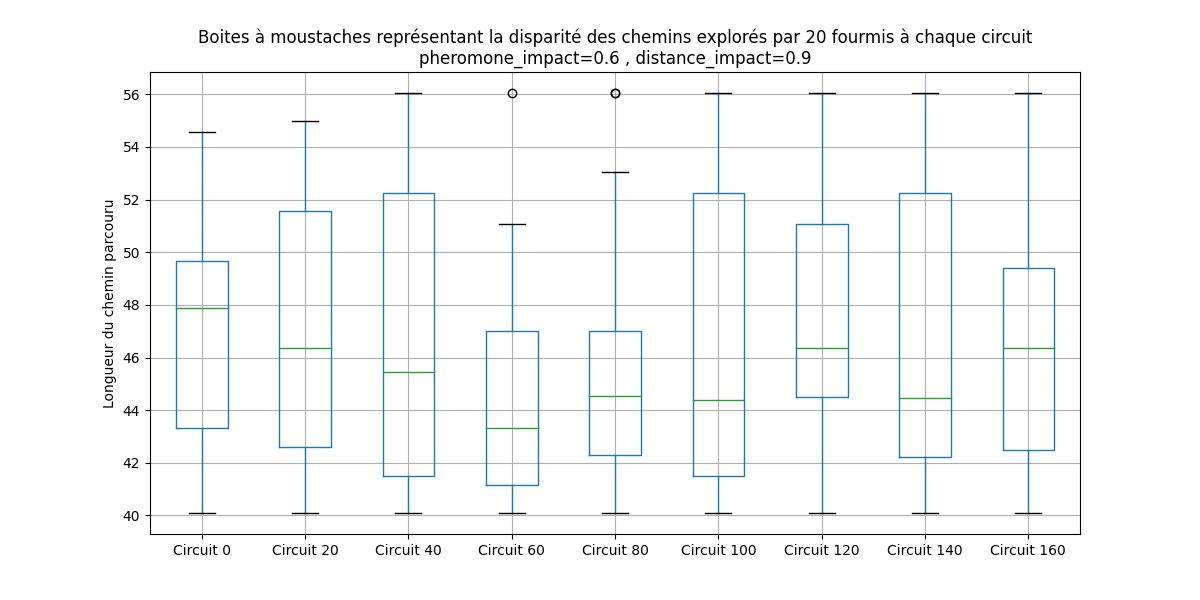 Boites à moustaches représentant la disparité des chemins explorés par 20 fourmis à chaque circuit
pheromone_impact=0.6 , distance_impact=0.9
Longueur du chemin parcouru
56
54
52
50
48
46
44
42
40
Circuit 0 Circuit 20 Circuit 40 Circuit 60 Circuit 80 Circuit 100 Circuit 120 Circuit 140 Circuit 160